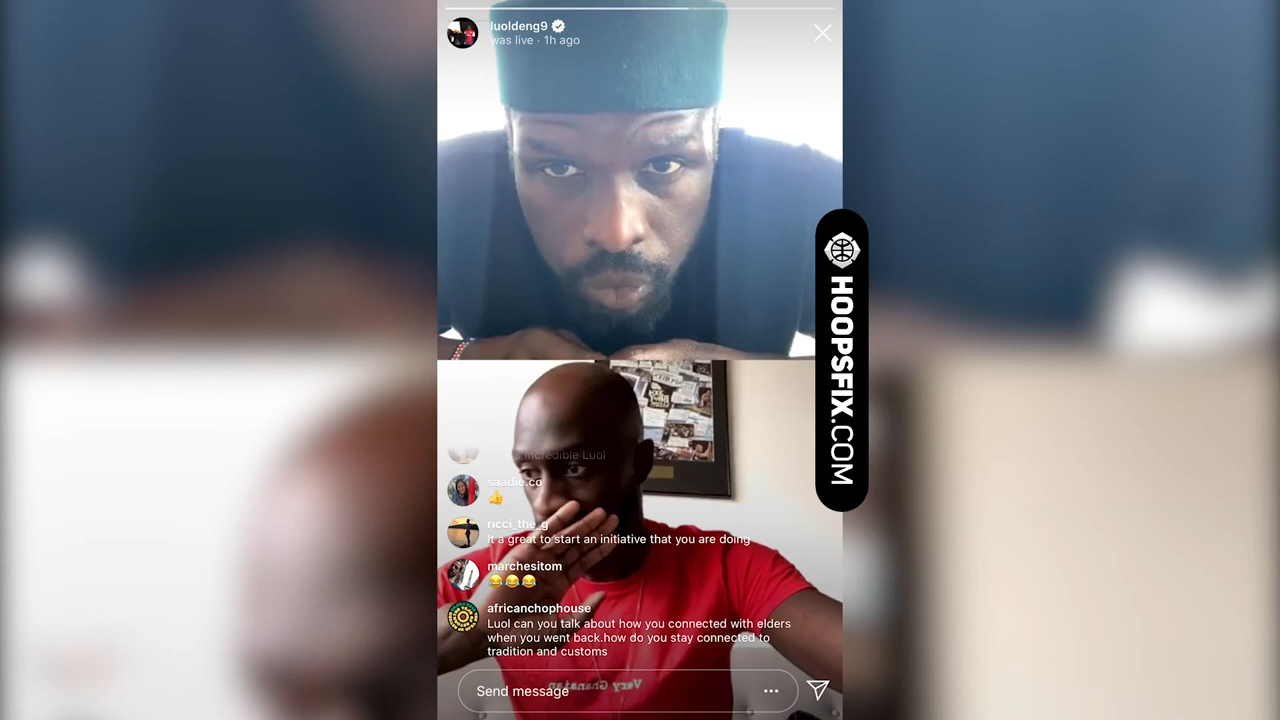 luoldeng9
was live · 1h ago
s incredible Luol
saadie.co
👍
ricci_the_g
It a great to start an initiative that you are doing
marchesitom
😂😂😂
africanchophouse
Luol can you talk about how you connected with elders
when you went back.how do you stay connected to
tradition and customs
Very Ghanaian
Send message
HOOPSFIX.COM